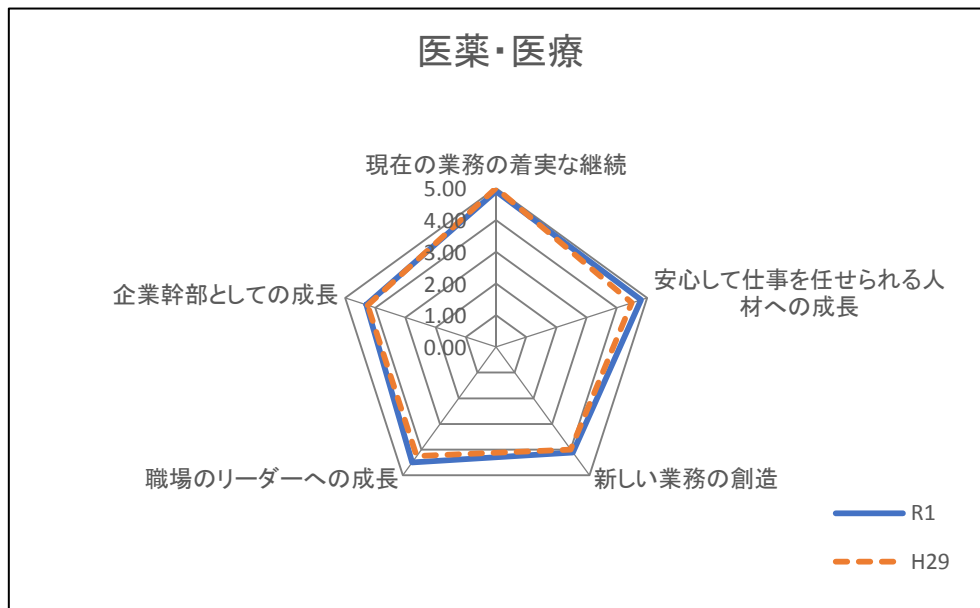 医薬・医療
現在の業務の着実な継続
5.00
4.00
3.00
2.00
1.00
0.00
安心して仕事を任せられる人
材への成長
企業幹部としての成長
職場のリーダーへの成長
新しい業務の創造
R1
H29